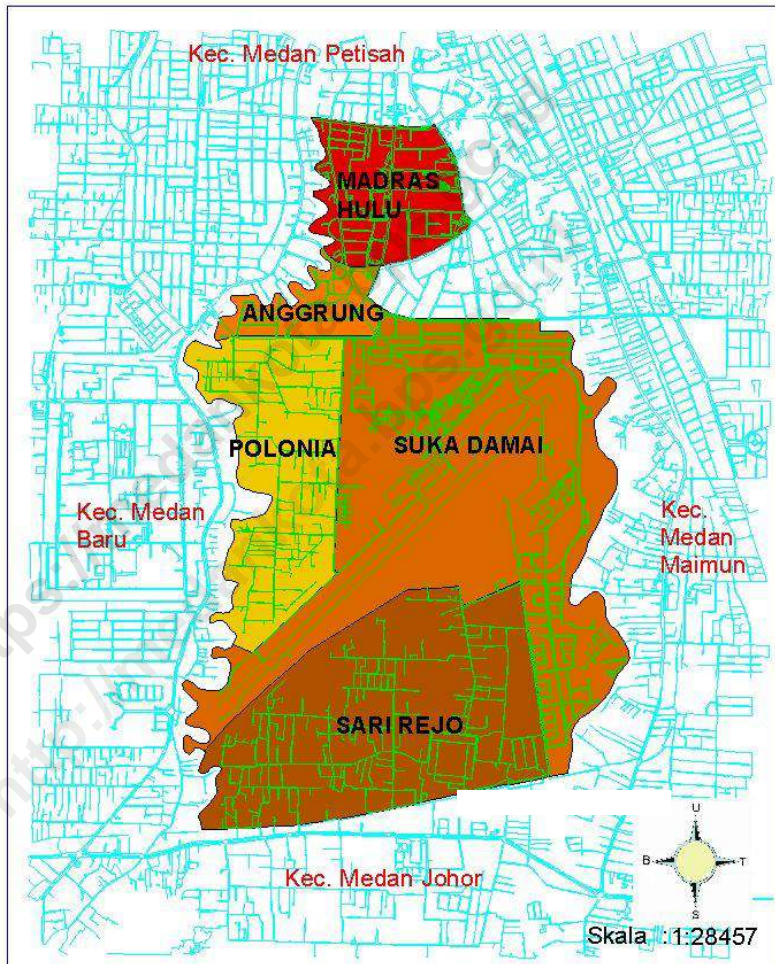 Kec. Medan Petisah
MADRAS
HULU
ANGGRUNG
POLONIA
SUKA DAMAI
Kec. Medan
Baru
Kec.
Medan
Maimun
SARI REJO
Kec. Medan Johor
U
B
T
S
Skala : 1:28457